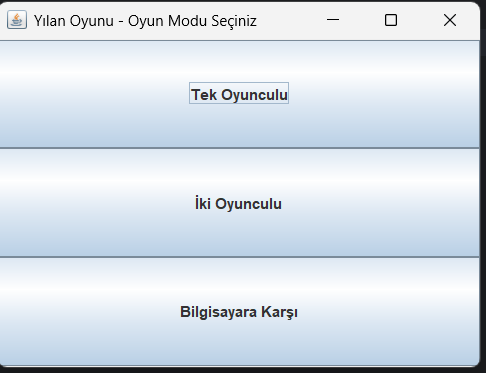 Yılan Oyunu - Oyun Modu Seçiniz
Tek Oyunculu
İki Oyunculu
Bilgisayara Karşı